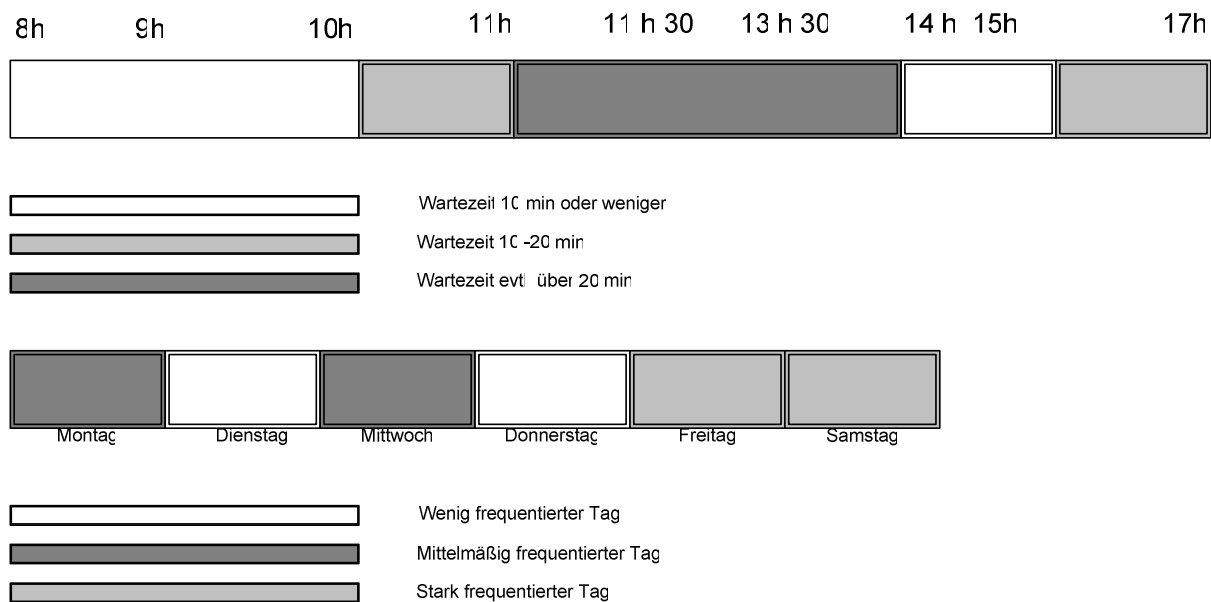 8h 9h 10h 11h 11 h 30 13 h 30 14 h 15h 17h
Wartezeit 10 min oder weniger
Wartezeit 10 -20 min
Wartezeit evtl über 20 min
Montag Dienstag Mittwoch Donnerstag Freitag Samstag
Wenig frequentierter Tag
Mittelmäßig frequentierter Tag
Stark frequentierter Tag